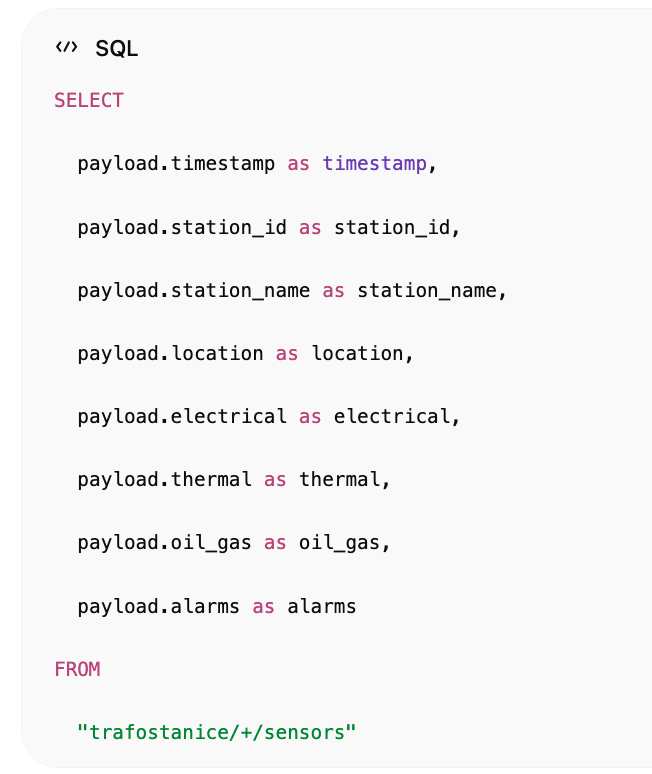 </> SQL
SELECT
payload.timestamp as timestamp,
payload.station_id as station_id,
payload.station_name as station_name,
payload.location as location,
payload.electrical as electrical,
payload.thermal as thermal,
payload.oil_gas as oil_gas,
payload.alarms as alarms
FROM
"trafostanice/+/sensors"